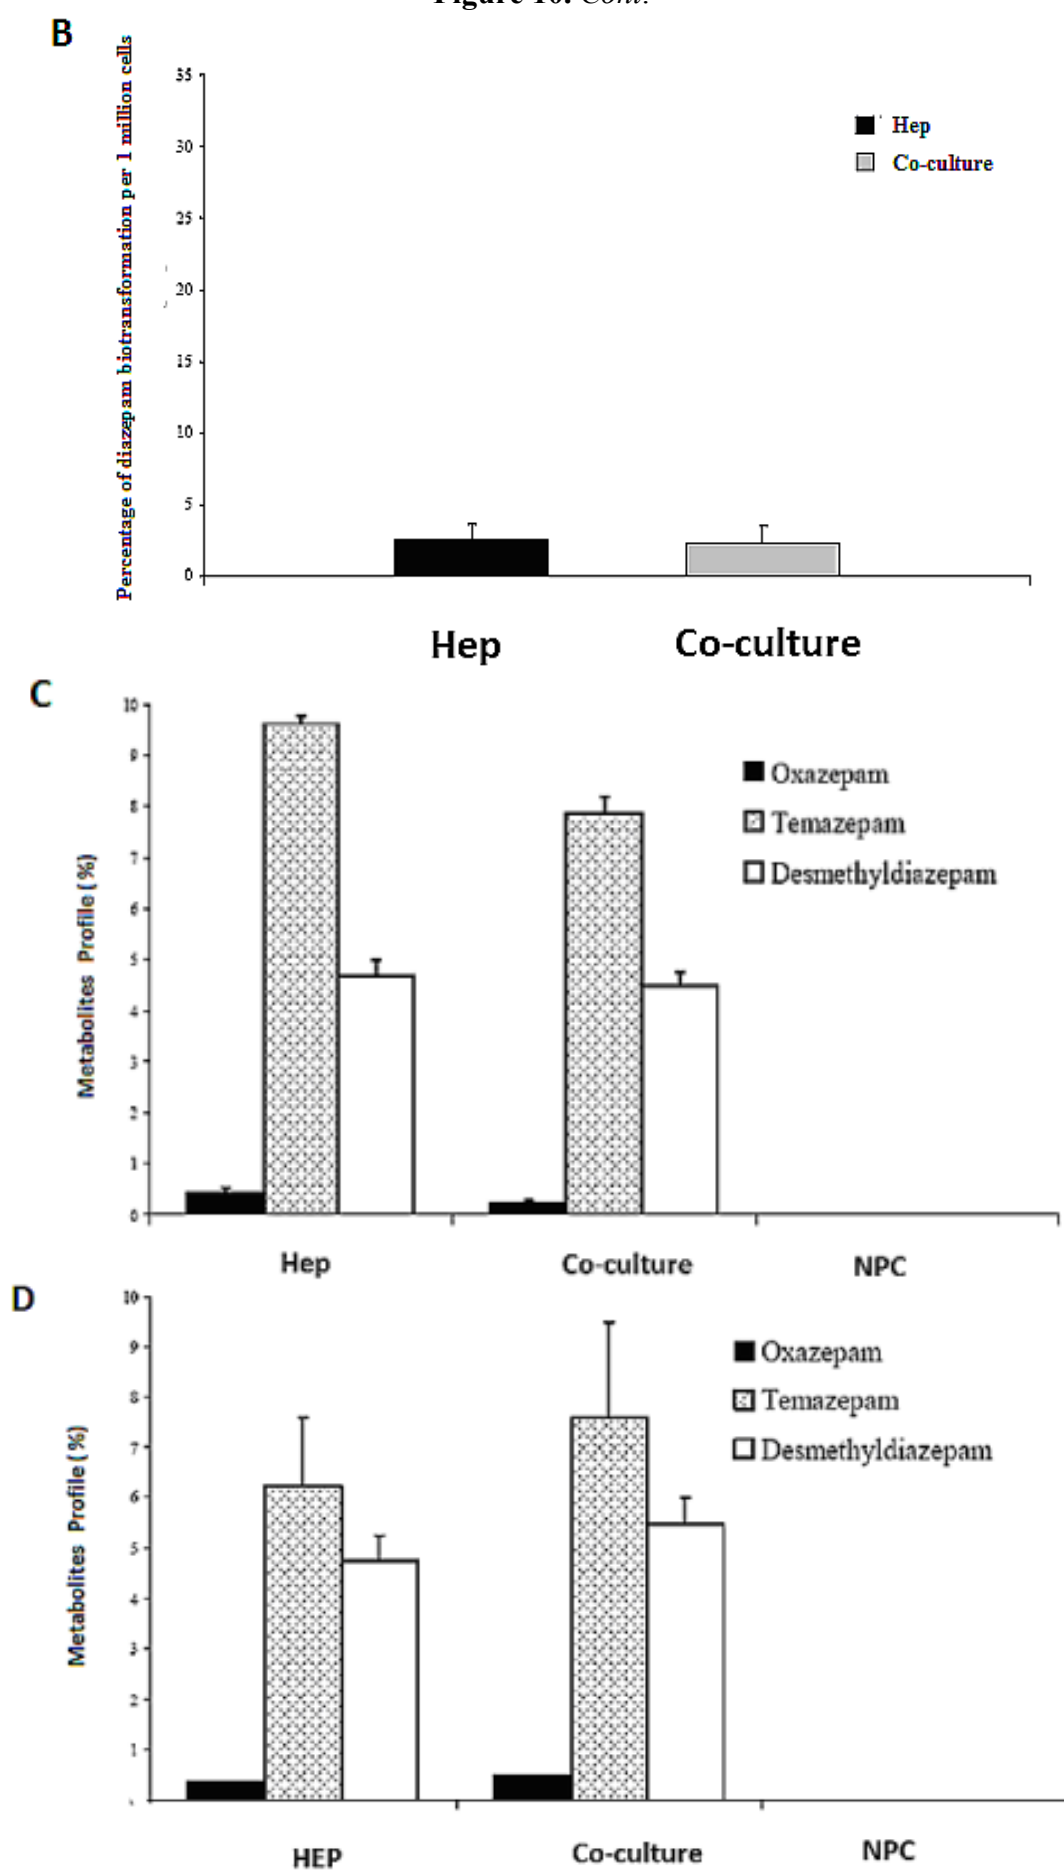 Figure 10. Cont.
B
Percentage of diazepam biotransformation per 1 million cells
35
30
25
20
15
10
5
0
Hep
Co-culture
Hep Co-culture
C
Metabolites Profile (%)
10
9
8
7
6
5
4
3
2
1
0
Oxazepam
Temazepam
Desmethyldiazepam
Hep Co-culture NPC
D
Metabolites Profile (%)
10
9
8
7
6
5
4
3
2
1
Oxazepam
Temazepam
Desmethyldiazepam
HEP Co-culture NPC